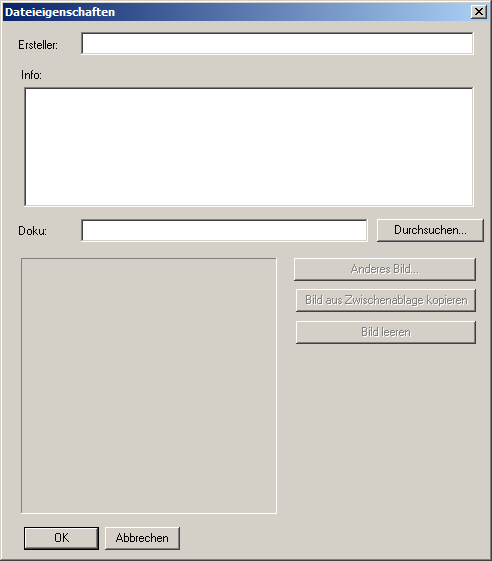 Dateieigenschaften
Ersteller:
Info:
Doku:
Durchsuchen...
Anderes Bild...
Bild aus Zwischenablage kopieren
Bild leeren
OK
Abbrechen